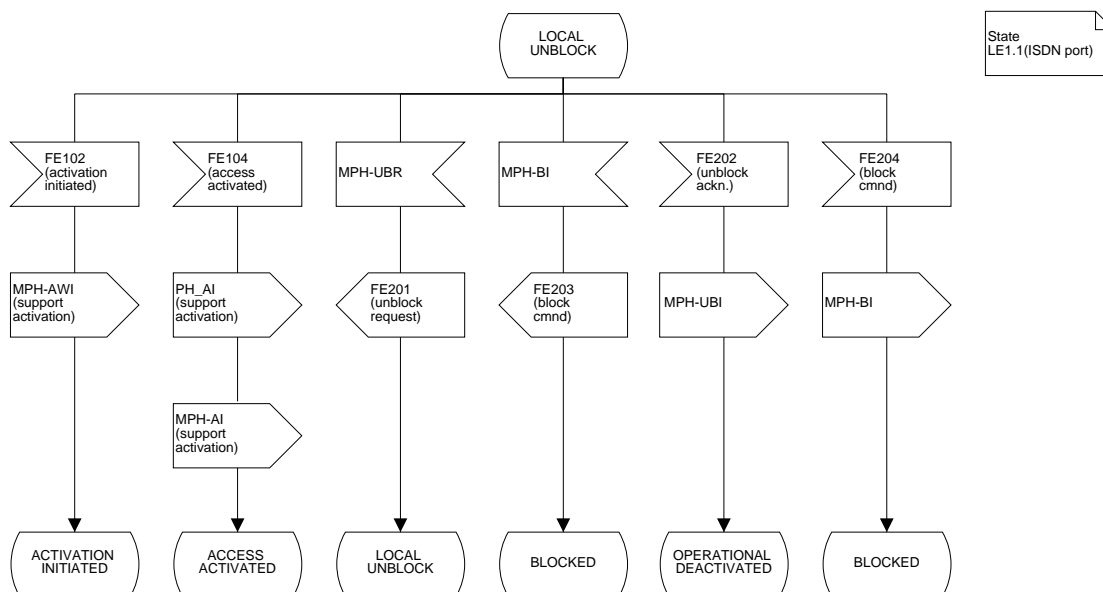 LOCAL
UNBLOCK
State
LE1.1(ISDN port)
FE102
(activation
initiated)
FE104
(access
activated)
MPH-UBR
MPH-BI
FE202
(unblock
ackn.)
FE204
(block
cmnd)
MPH-AWI
(support
activation)
PH_AI
(support
activation)
FE201
(unblock
request)
FE203
(block
cmnd)
MPH-UBI
MPH-BI
MPH-AI
(support
activation)
ACTIVATION
INITIATED
ACCESS
ACTIVATED
LOCAL
UNBLOCK
BLOCKED
OPERATIONAL
DEACTIVATED
BLOCKED